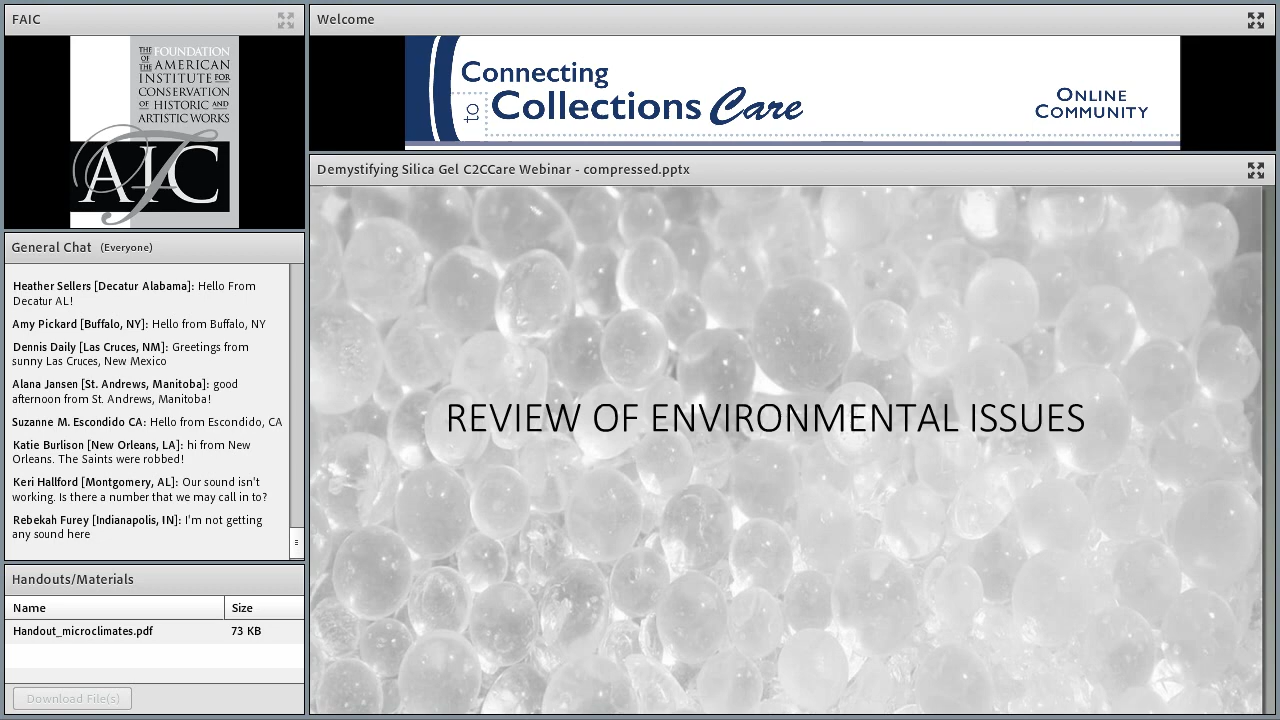 FAIC
THE FOUNDATION
OF THE AMERICAN
INSTITUTE FOR
CONSERVATION
OF HISTORIC AND
ARTISTIC WORKS
FAIC
Welcome
Connecting
to Collections Care
ONLINE
COMMUNITY
General Chat (Everyone)
Heather Sellers [Decatur Alabama]: Hello From
Decatur AL!
Amy Pickard [Buffalo, NY]: Hello from Buffalo, NY
Dennis Daily [Las Cruces, NM]: Greetings from
sunny Las Cruces, New Mexico
Alana Jansen [St. Andrews, Manitoba]: good
afternoon from St. Andrews, Manitoba!
Suzanne M. Escondido CA: Hello from Escondido, CA
Katie Burlison [New Orleans, LA]: hi from New
Orleans. The Saints were robbed!
Keri Hallford [Montgomery, AL]: Our sound isn't
working. Is there a number that we may call in to?
Rebekah Furey [Indianapolis, IN]: I'm not getting
any sound here
Handouts/Materials
Name Size
Handout_microclimates.pdf 73 KB
Download File(s)
Demystifying Silica Gel C2CCare Webinar - compressed.pptx
REVIEW OF ENVIRONMENTAL ISSUES